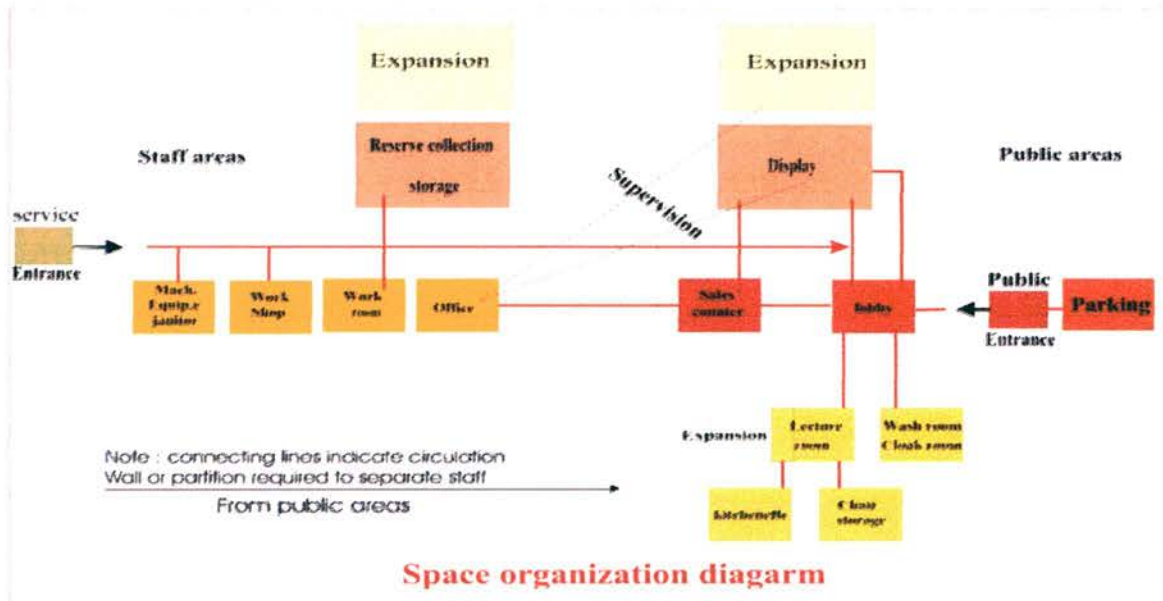 Expansion
Expansion
Staff areas
Reserve collection
storage
Display
Public areas
Supervision
service
Entrance
Mach.
Equip.e
janitor
Work
Shop
Work
room
Office
Sales
counter
lobby
Public
Entrance
Parking
Expansion
Lecture
room
Wash room
Cloak room
Note : connecting lines indicate circulation
Wall or partition required to separate staff
From public areas
kitchenette
Chair
storage
Space organization diagarm